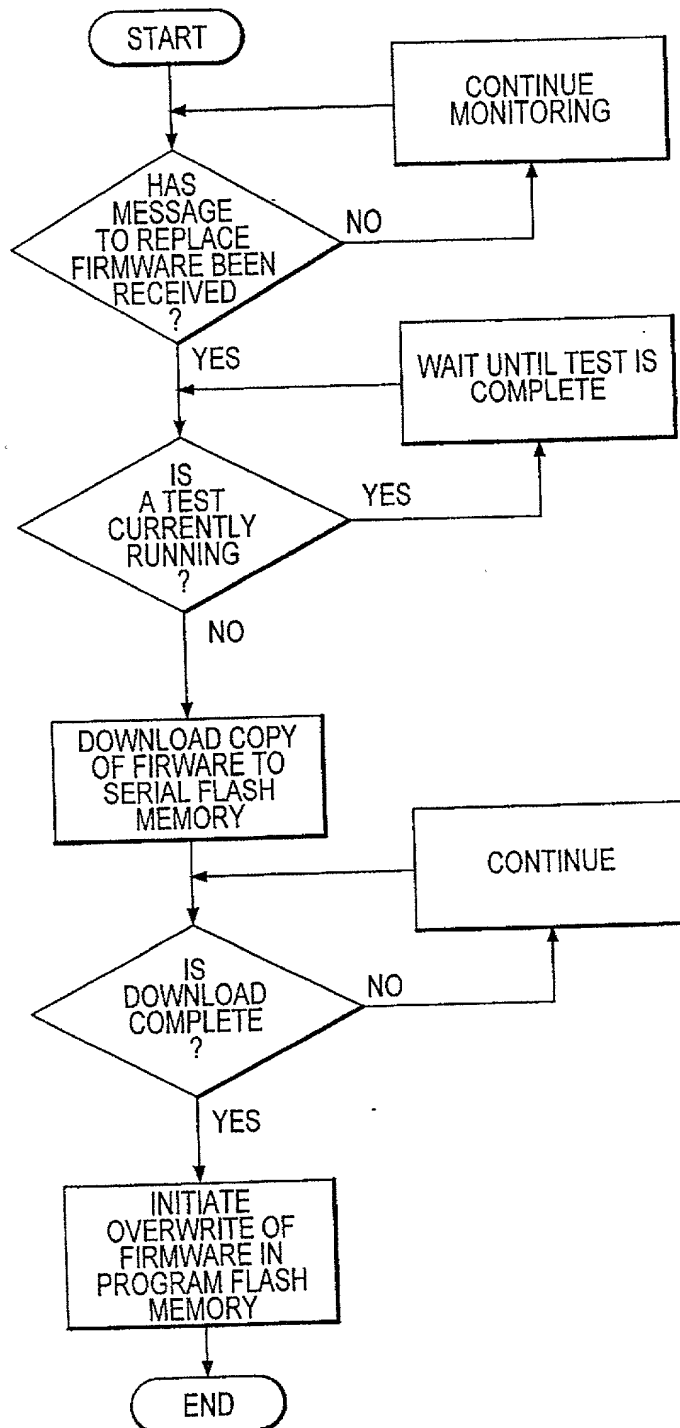 START
CONTINUE
MONITORING
HAS
MESSAGE
TO REPLACE
FIRMWARE BEEN
RECEIVED
?
NO
YES
WAIT UNTIL TEST IS
COMPLETE
IS
A TEST
CURRENTLY
RUNNING
?
YES
NO
DOWNLOAD COPY
OF FIRWARE TO
SERIAL FLASH
MEMORY
CONTINUE
IS
DOWNLOAD
COMPLETE
?
NO
YES
INITIATE
OVERWRITE OF
FIRMWARE IN
PROGRAM FLASH
MEMORY
END